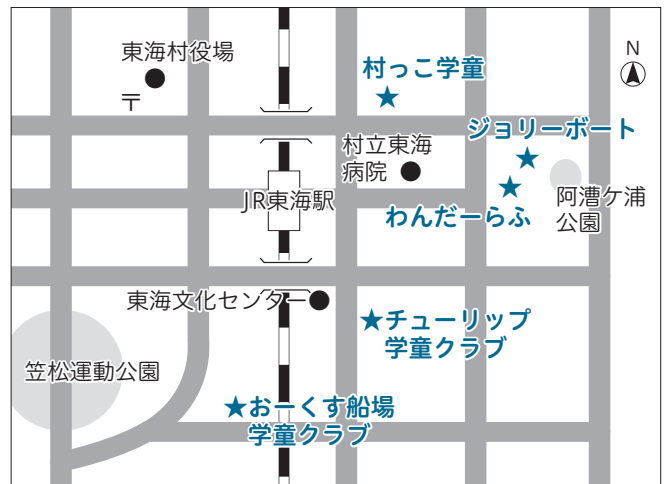 東海村役場
〒
村っこ学童
N
ジョリーボート
村立東海
病院
JR東海駅
わんだーらふ
阿漕ケ浦
公園
東海文化センター
★チューリップ
学童クラブ
笠松運動公園
★おーくす船場
学童クラブ